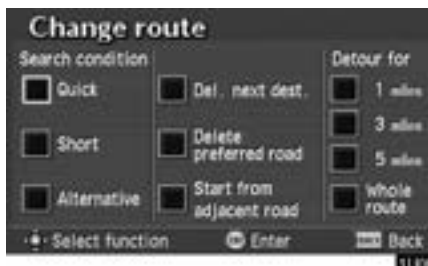 Change route
Search condition
Detour for
Quick
Del. next dest.
1 miles
Short
Delete
preferred road
3 miles
5 miles
Alternative
Start from
adjacent road
Whole
route
Select function
Enter
Back